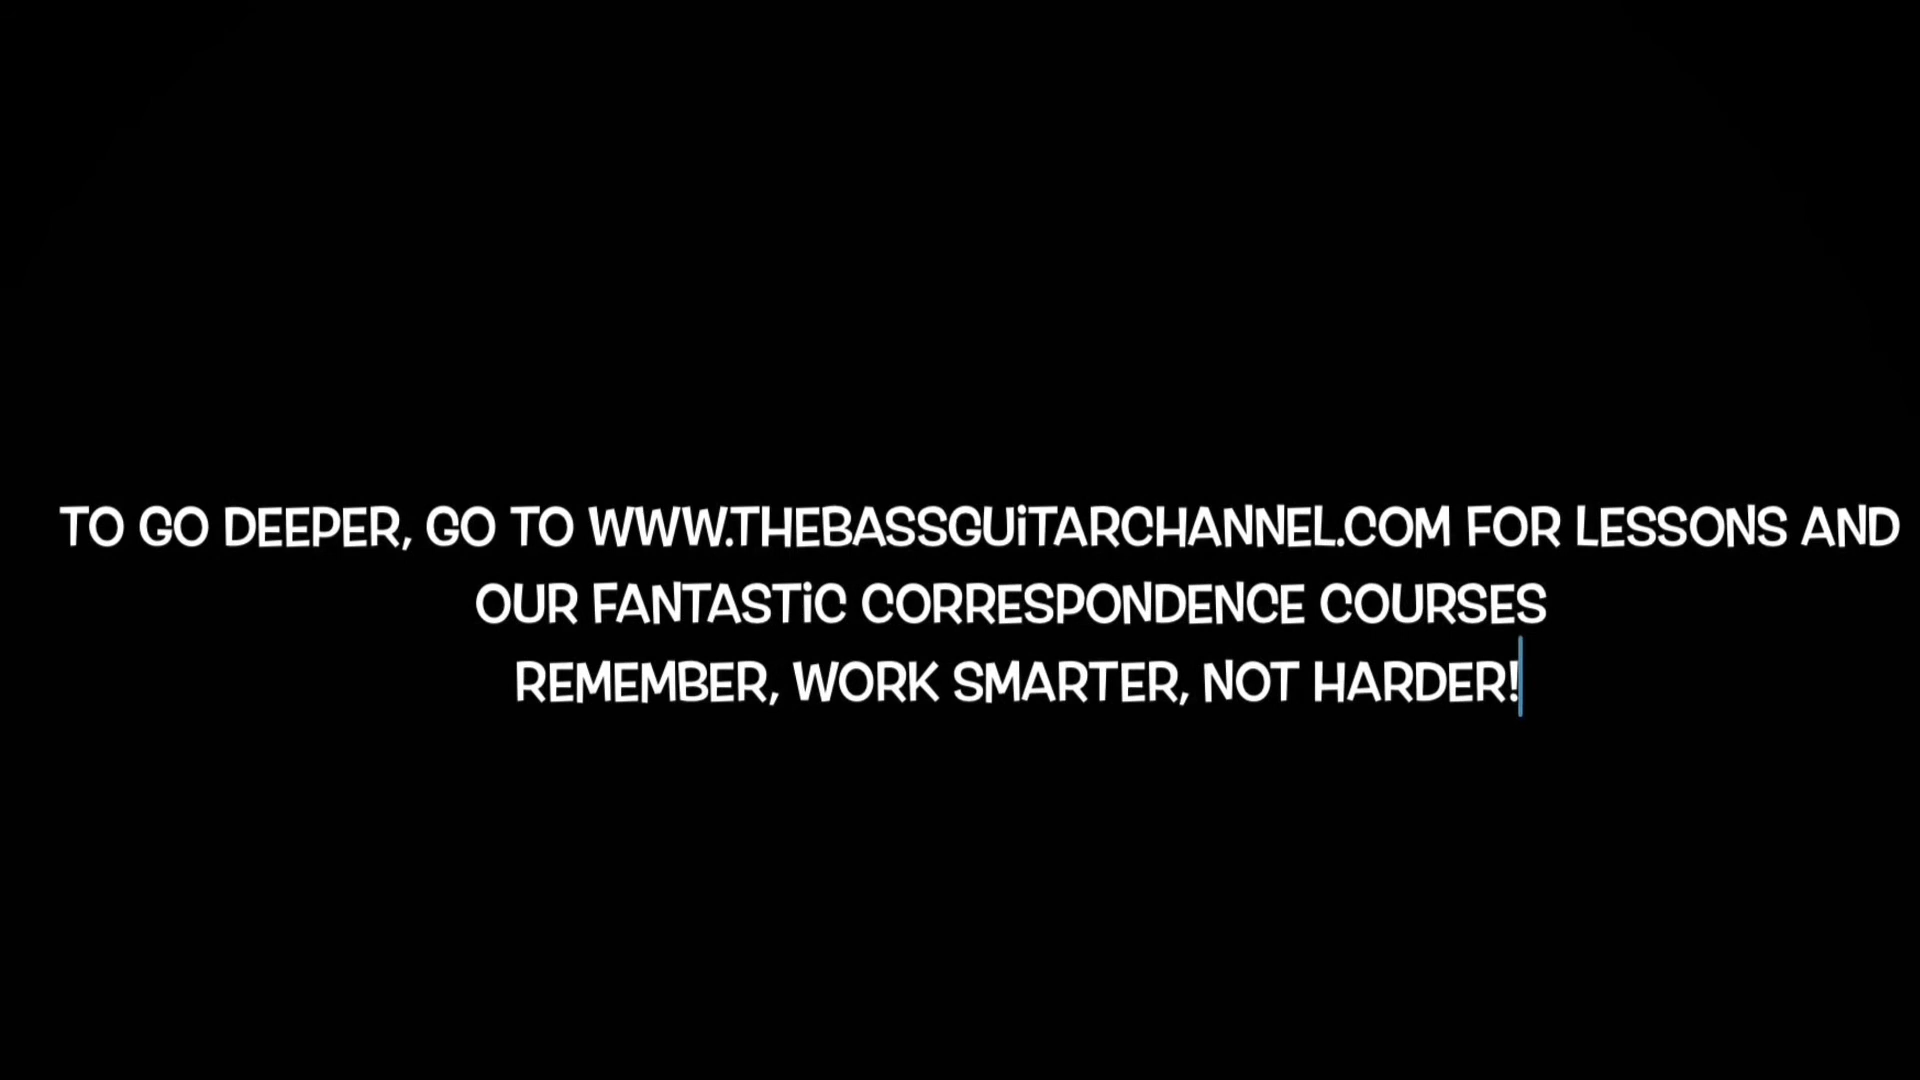 TO GO DEEPER, GO TO WWW.THEBASSGUiTARCHANNEL.COM FOR LESSONS AND
OUR FANTASTiC CORRESPONDENCE COURSES
REMEMBER, WORK SMARTER, NOT HARDER!